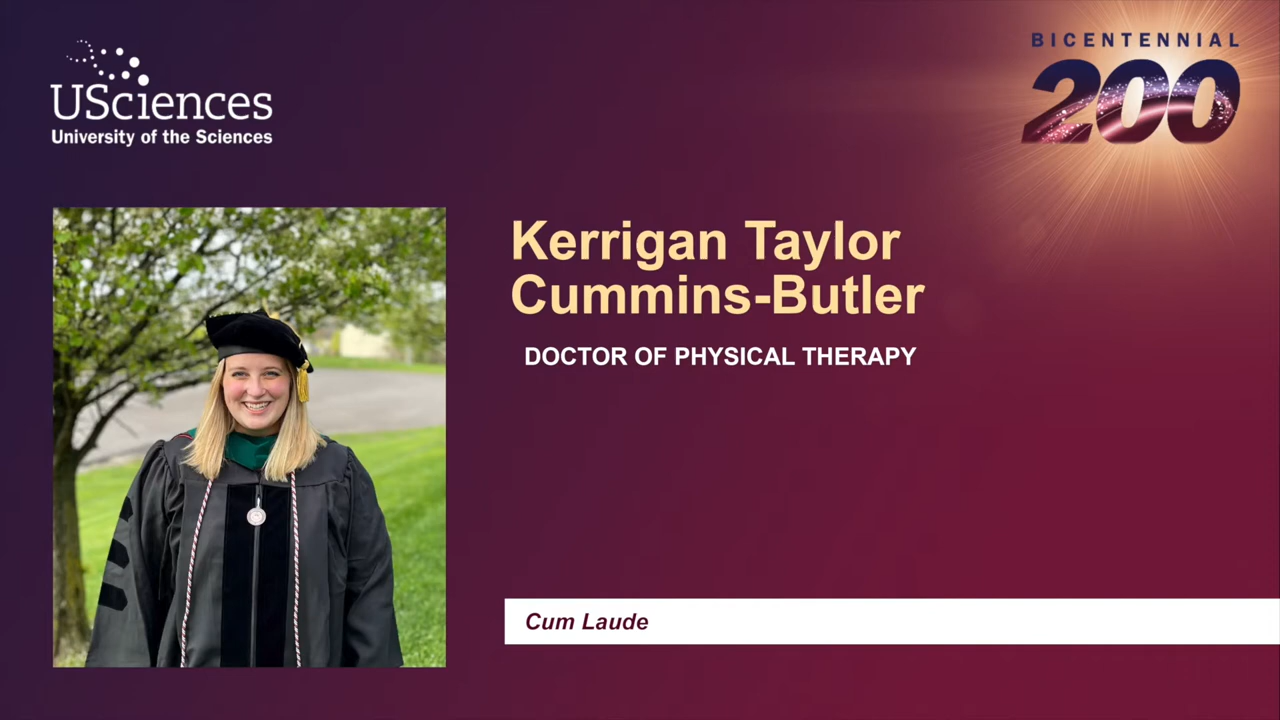 USciences
University of the Sciences
BICENTENNIAL
200
Kerrigan Taylor
Cummins-Butler
DOCTOR OF PHYSICAL THERAPY
Cum Laude